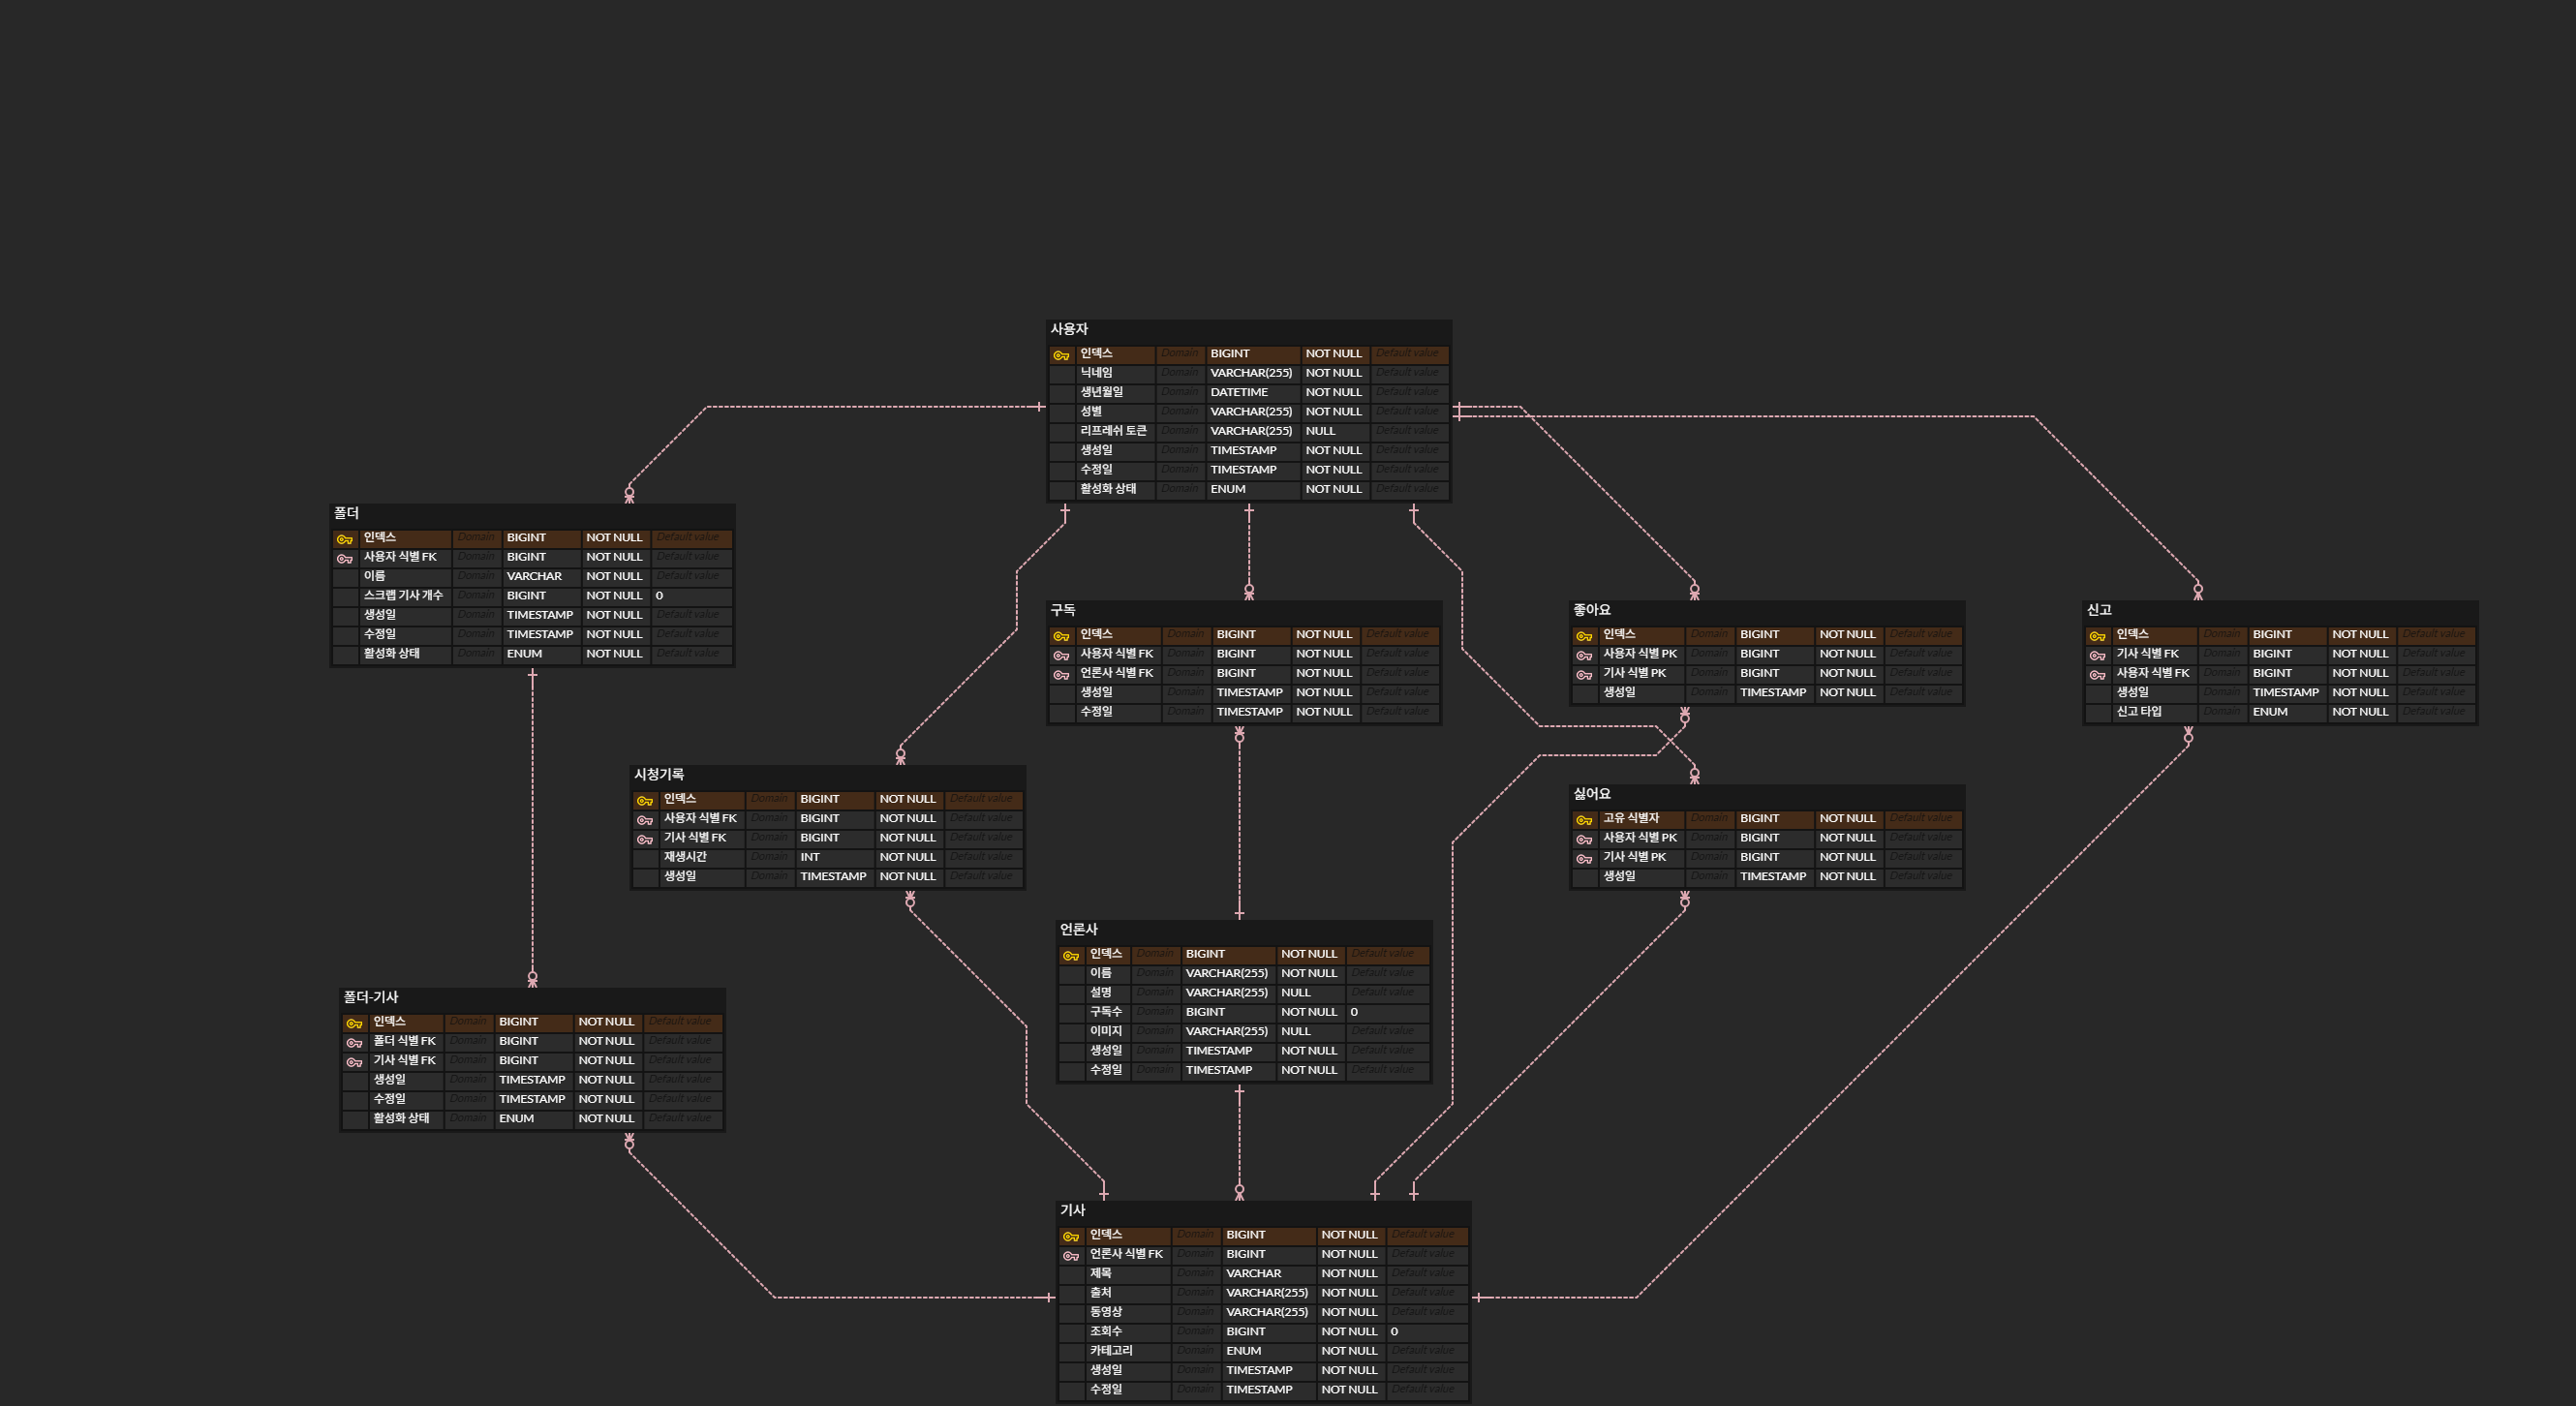 사용자
인덱스 Domain BIGINT NOT NULL Default value
닉네임 Domain VARCHAR(255) NOT NULL Default value
생년월일 Domain DATETIME NOT NULL Default value
성별 Domain VARCHAR(255) NOT NULL Default value
리프레쉬 토큰 Domain VARCHAR(255) NULL Default value
생성일 Domain TIMESTAMP NOT NULL Default value
수정일 Domain TIMESTAMP NOT NULL Default value
활성화 상태 Domain ENUM NOT NULL Default value
폴더
인덱스 Domain BIGINT NOT NULL Default value
사용자 식별 FK Domain BIGINT NOT NULL Default value
이름 Domain VARCHAR NOT NULL Default value
스크랩 기사 개수 Domain BIGINT NOT NULL 0
생성일 Domain TIMESTAMP NOT NULL Default value
수정일 Domain TIMESTAMP NOT NULL Default value
활성화 상태 Domain ENUM NOT NULL Default value
구독
인덱스 Domain BIGINT NOT NULL Default value
사용자 식별 FK Domain BIGINT NOT NULL Default value
언론사 식별 FK Domain BIGINT NOT NULL Default value
생성일 Domain TIMESTAMP NOT NULL Default value
수정일 Domain TIMESTAMP NOT NULL Default value
좋아요
인덱스 Domain BIGINT NOT NULL Default value
사용자 식별 PK Domain BIGINT NOT NULL Default value
기사 식별 PK Domain BIGINT NOT NULL Default value
생성일 Domain TIMESTAMP NOT NULL Default value
신고
인덱스 Domain BIGINT NOT NULL Default value
기사 식별 FK Domain BIGINT NOT NULL Default value
사용자 식별 FK Domain BIGINT NOT NULL Default value
생성일 Domain TIMESTAMP NOT NULL Default value
신고 타입 Domain ENUM NOT NULL Default value
시청기록
인덱스 Domain BIGINT NOT NULL Default value
사용자 식별 FK Domain BIGINT NOT NULL Default value
기사 식별 FK Domain BIGINT NOT NULL Default value
재생시간 Domain INT NOT NULL Default value
생성일 Domain TIMESTAMP NOT NULL Default value
싫어요
고유 식별자 Domain BIGINT NOT NULL Default value
사용자 식별 PK Domain BIGINT NOT NULL Default value
기사 식별 PK Domain BIGINT NOT NULL Default value
생성일 Domain TIMESTAMP NOT NULL Default value
언론사
인덱스 Domain BIGINT NOT NULL Default value
이름 Domain VARCHAR(255) NOT NULL Default value
설명 Domain VARCHAR(255) NULL Default value
구독수 Domain BIGINT NOT NULL 0
이미지 Domain VARCHAR(255) NULL Default value
생성일 Domain TIMESTAMP NOT NULL Default value
수정일 Domain TIMESTAMP NOT NULL Default value
폴더-기사
인덱스 Domain BIGINT NOT NULL Default value
폴더 식별 FK Domain BIGINT NOT NULL Default value
기사 식별 FK Domain BIGINT NOT NULL Default value
생성일 Domain TIMESTAMP NOT NULL Default value
수정일 Domain TIMESTAMP NOT NULL Default value
활성화 상태 Domain ENUM NOT NULL Default value
기사
인덱스 Domain BIGINT NOT NULL Default value
언론사 식별 FK Domain BIGINT NOT NULL Default value
제목 Domain VARCHAR NOT NULL Default value
출처 Domain VARCHAR(255) NOT NULL Default value
동영상 Domain VARCHAR(255) NOT NULL Default value
조회수 Domain BIGINT NOT NULL 0
카테고리 Domain ENUM NOT NULL Default value
생성일 Domain TIMESTAMP NOT NULL Default value
수정일 Domain TIMESTAMP NOT NULL Default value